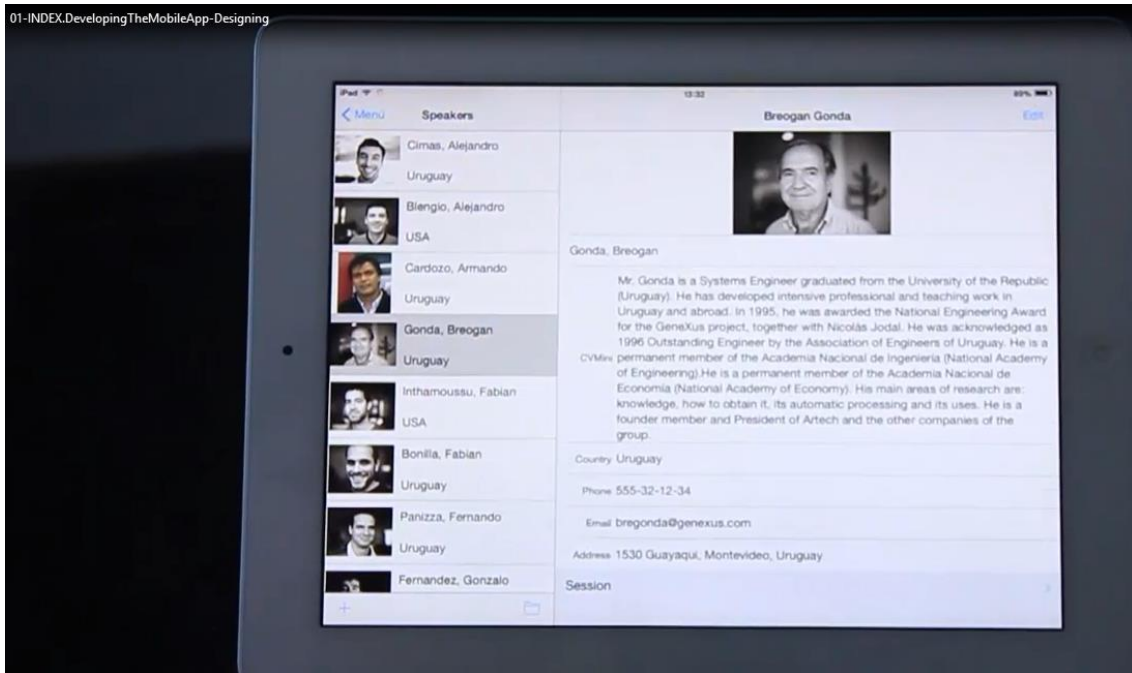 01-INDEX.DevelopingTheMobileApp-Designing
iPad
13:32
89%
Menu
Speakers
Breogan Gonda
Edit
Cimas, Alejandro
Uruguay
Blengio, Alejandro
USA
Cardozo, Armando
Uruguay
Gonda, Breogan
Uruguay
Inthamoussu, Fabian
USA
Bonilla, Fabian
Uruguay
Panizza, Fernando
Uruguay
Fernandez, Gonzalo
Gonda, Breogan
Mr. Gonda is a Systems Engineer graduated from the University of the Republic
(Uruguay). He has developed intensive professional and teaching work in
Uruguay and abroad. In 1995, he was awarded the National Engineering Award
for the GeneXus project, together with Nicolás Jodal. He was acknowledged as
1996 Outstanding Engineer by the Association of Engineers of Uruguay. He is a
CVMini permanent member of the Academia Nacional de Ingeniería (National Academy
of Engineering).He is a permanent member of the Academia Nacional de
Economía (National Academy of Economy). His main areas of research are:
knowledge, how to obtain it, its automatic processing and its uses. He is a
founder member and President of Artech and the other companies of the
group.
Country Uruguay
Phone 555-32-12-34
Email bregonda@genexus.com
Address 1530 Guayaqui, Montevideo, Uruguay
Session